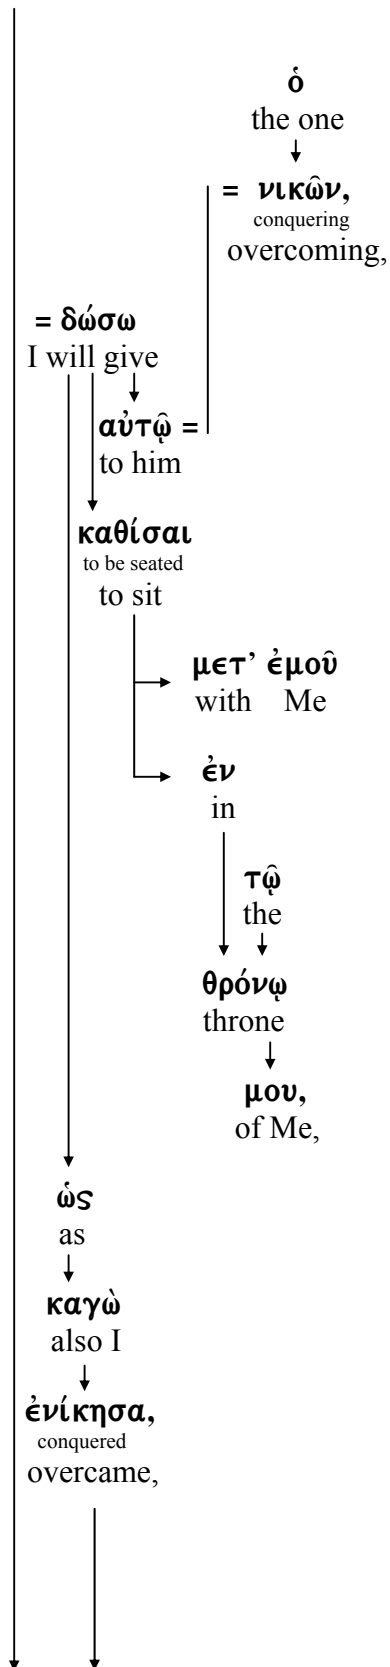 ὁ
the one
= νικῶν,
conquering
overcoming,
= δώσω
I will give
αὐτῷ =
to him
καθίσαι
to be seated
to sit
μετ’ ἐμοῦ
with Me
ἐν
in
τῷ
the
θρόνῳ
throne
μου,
of Me,
ὡς
as
καγὼ
also I
ἐνίκησα,
conquered
overcame,